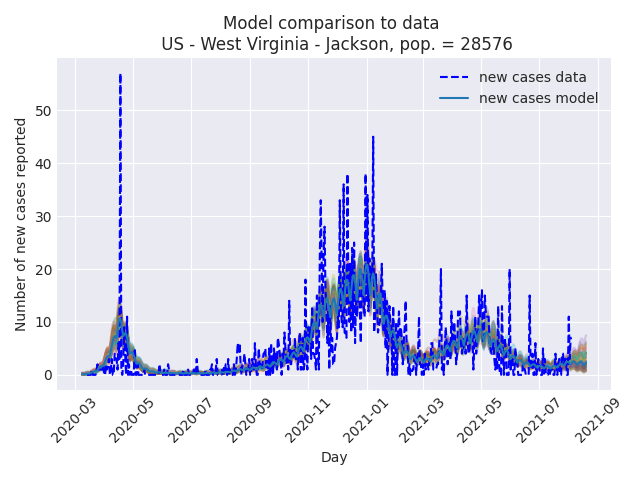 Model comparison to data
US - West Virginia - Jackson, pop. = 28576
new cases data
new cases model
Number of new cases reported
50
40
30
20
10
0
2020-03
2020-05
2020-07
2020-09
2020-11
2021-01
2021-03
2021-05
2021-07
2021-09
Day